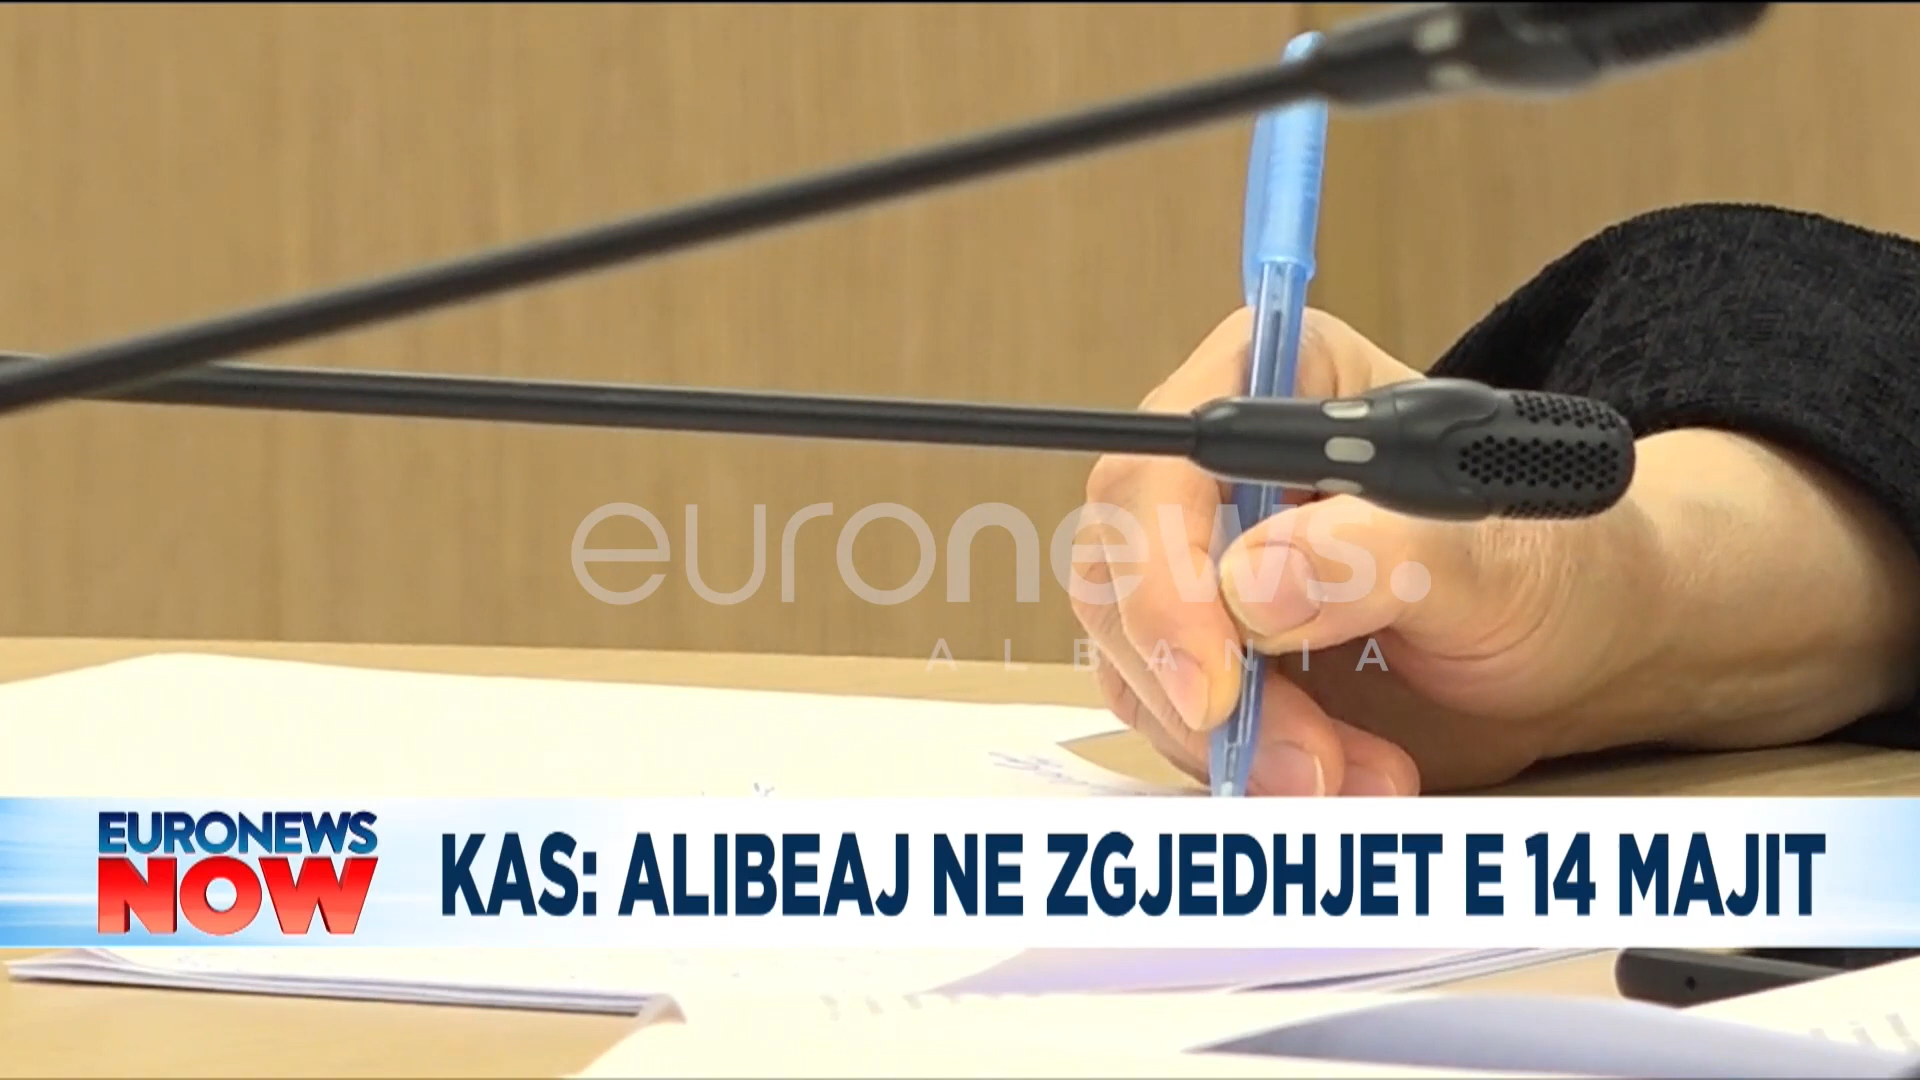 euronews.
ALBANIA
EURONEWS
NOW
KAS: ALIBEAJ NE ZGJEDHJET E 14 MAJIT